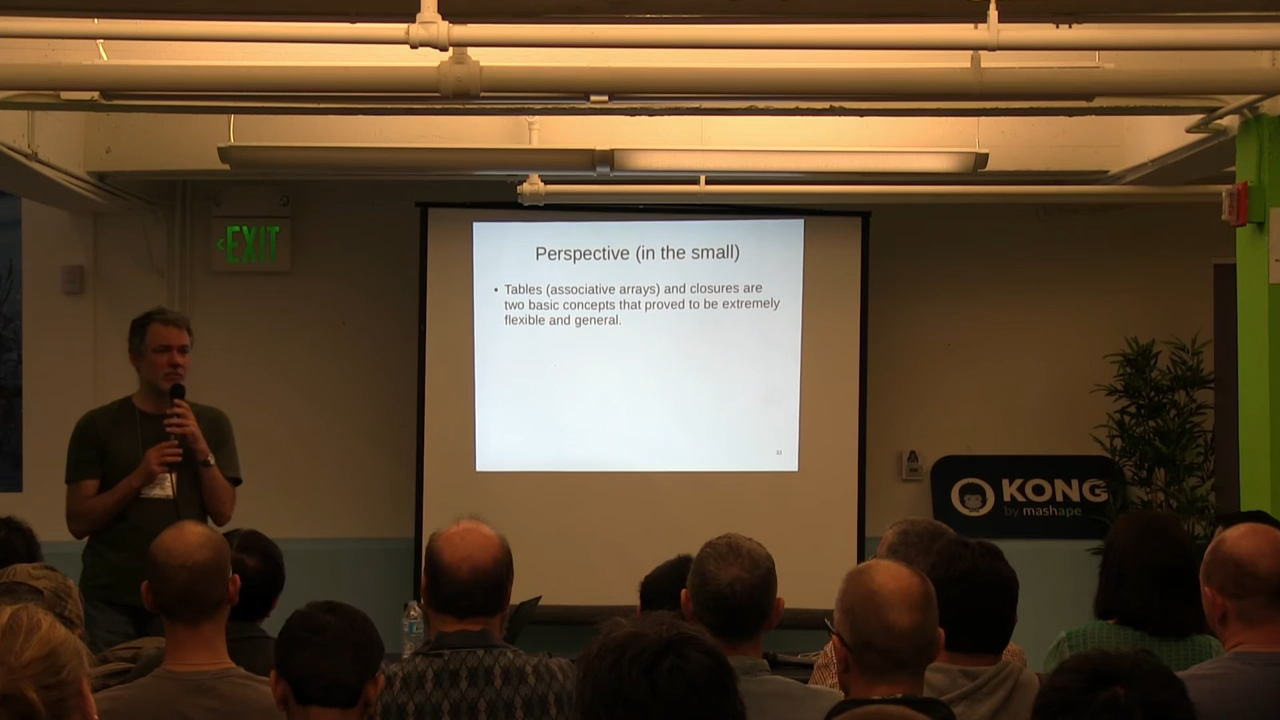 <EXIT
Perspective (in the small)
• Tables (associative arrays) and closures are
two basic concepts that proved to be extremely
flexible and general.
KONG
by mashape